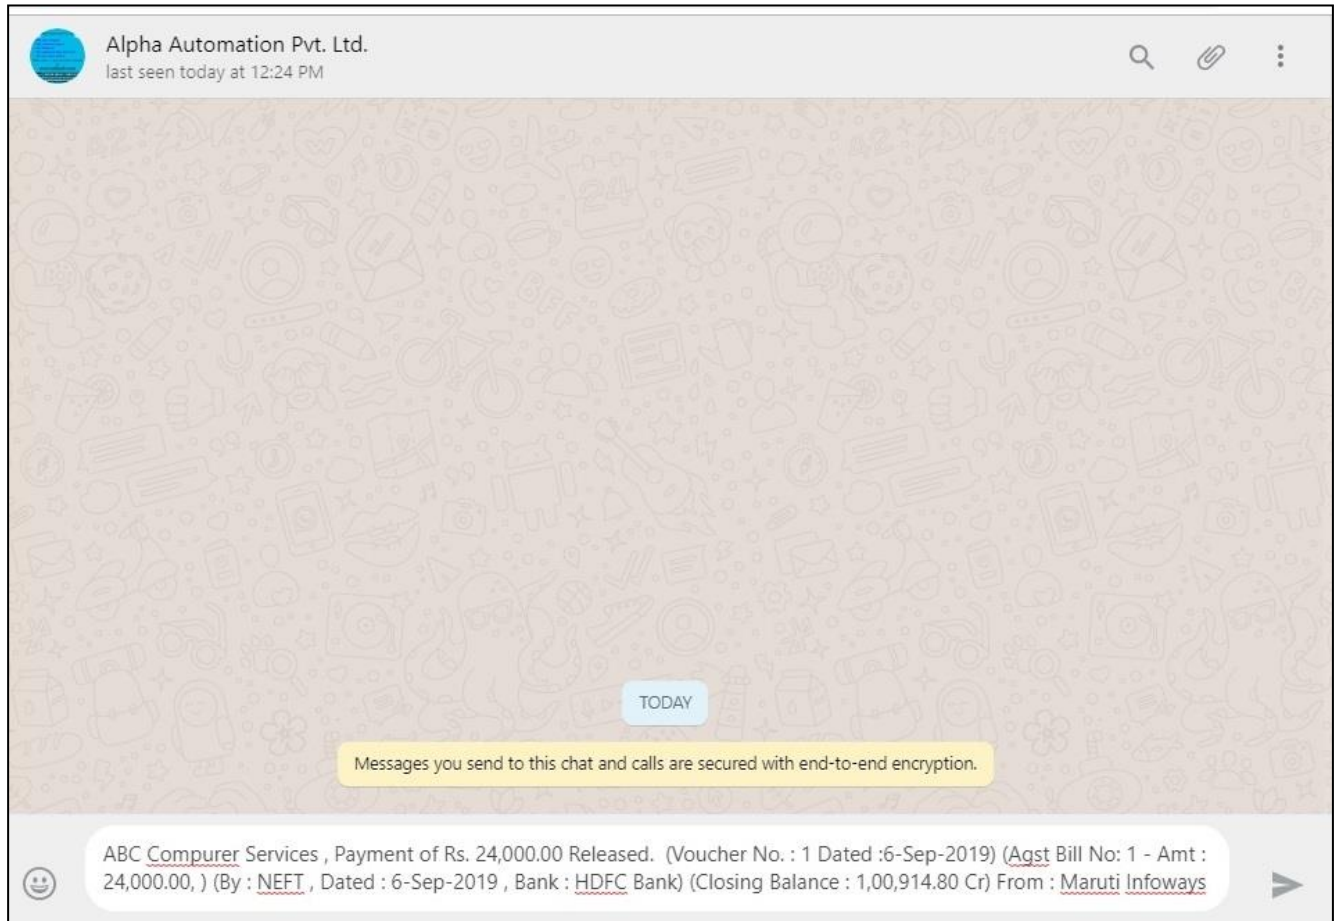 Alpha Automation Pvt. Ltd.
last seen today at 12:24 PM
TODAY
Messages you send to this chat and calls are secured with end-to-end encryption.
ABC Compurer Services , Payment of Rs. 24,000.00 Released.  (Voucher No. : 1 Dated :6-Sep-2019) (Agst Bill No: 1 - Amt :
24,000.00, ) (By : NEFT , Dated : 6-Sep-2019 , Bank : HDFC Bank) (Closing Balance : 1,00,914.80 Cr) From : Maruti Infoways